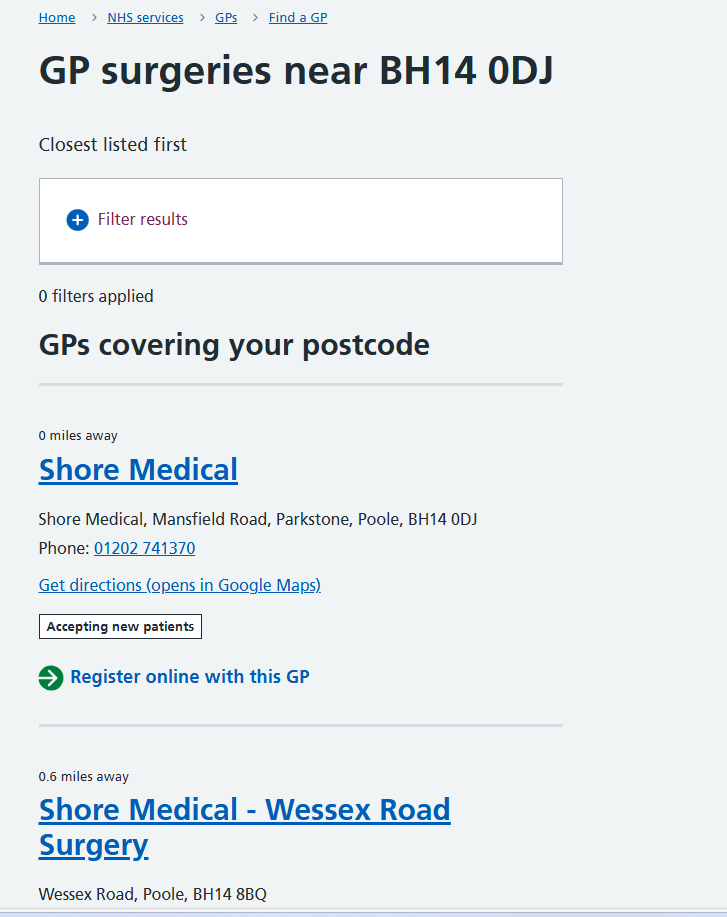 Home > NHS services > GPs > Find a GP
GP surgeries near BH14 0DJ
Closest listed first
Filter results
0 filters applied
GPs covering your postcode
0 miles away
Shore Medical
Shore Medical, Mansfield Road, Parkstone, Poole, BH14 0DJ
Phone: 01202 741370
Get directions (opens in Google Maps)
Accepting new patients
Register online with this GP
0.6 miles away
Shore Medical - Wessex Road
Surgery
Wessex Road, Poole, BH14 8BQ